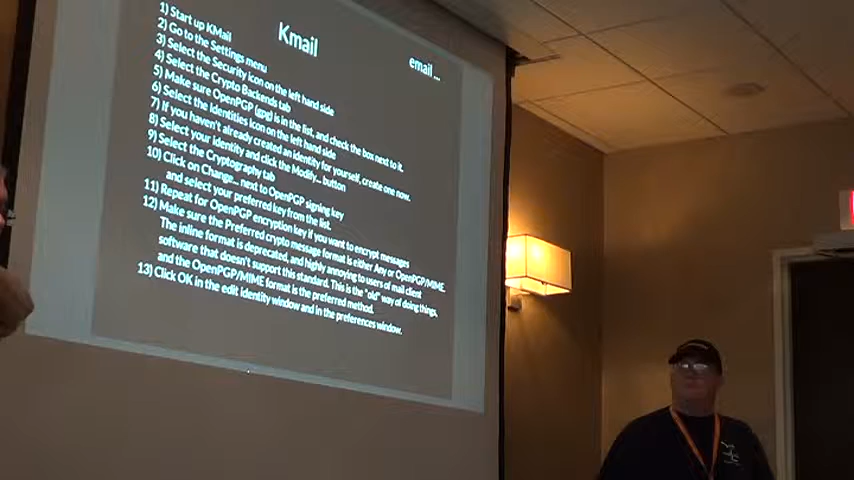 Kmail
email ...
1) Start up KMail
2) Go to the Settings menu
3) Select the Security icon on the left hand side
4) Select the Crypto Backends tab
5) Make sure OpenPGP (gpg) is in the list, and check the box next to it.
6) Select the Identities Icon on the left hand side
7) If you haven't already created an identity for yourself, create one now.
8) Select your identity and click the Modify... button
9) Select the Cryptography tab
10) Click on Change... next to OpenPGP signing key
and select your preferred key from the list.
11) Repeat for OpenPGP encryption key if you want to encrypt messages
12) Make sure the Preferred crypto message format is either Any or OpenPGP/MIME.
The inline format is deprecated, and highly annoying to users of mail client
software that doesn't support this standard. This is the "old" way of doing things,
and the OpenPGP/MIME format is the preferred method.
13) Click OK in the edit identity window and in the preferences window.